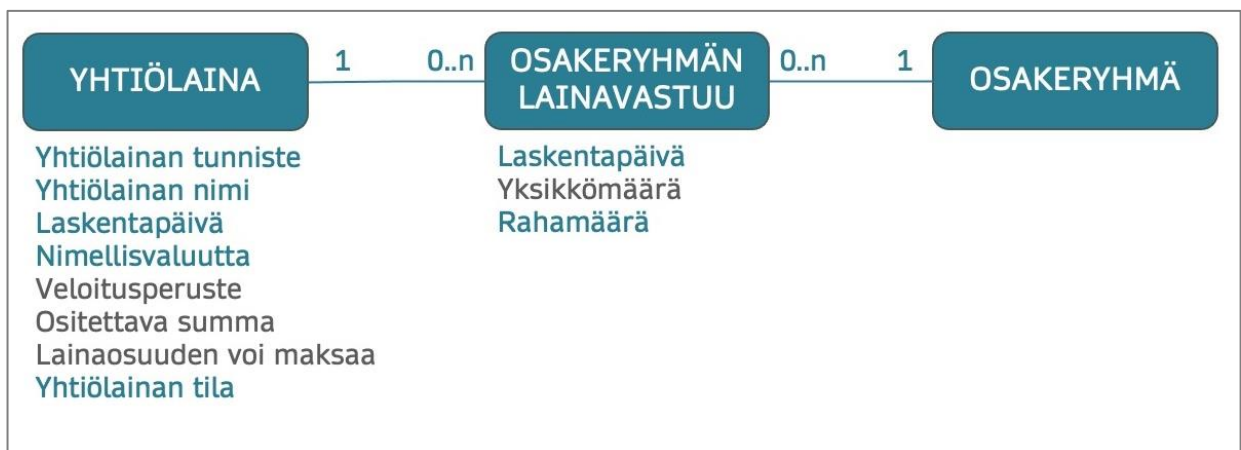 YHTIÖLAINA
1
0..n
OSAKERYHMÄN
LAINAVASTUU
0..n
1
OSAKERYHMÄ
Yhtiölainan tunniste
Yhtiölainan nimi
Laskentapäivä
Nimellisvaluutta
Veloitusperuste
Ositettava summa
Lainaosuuden voi maksaa
Yhtiölainan tila
Laskentapäivä
Yksikkömäärä
Rahamäärä